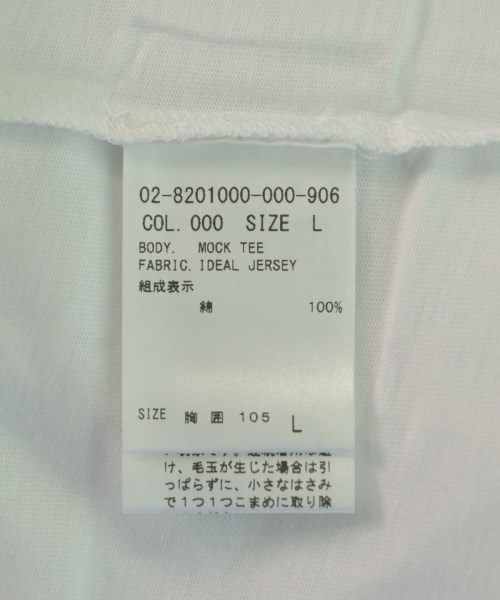 02-8201000-000-906
COL. 000 SIZE L
BODY. MOCK TEE
FABRIC. IDEAL JERSEY
組成表示
綿 100%
SIZE 胸囲 105 L
け、毛玉が生じた場合は引
っぱらずに、小さなはさみ
で1つ1つこまめに取り除